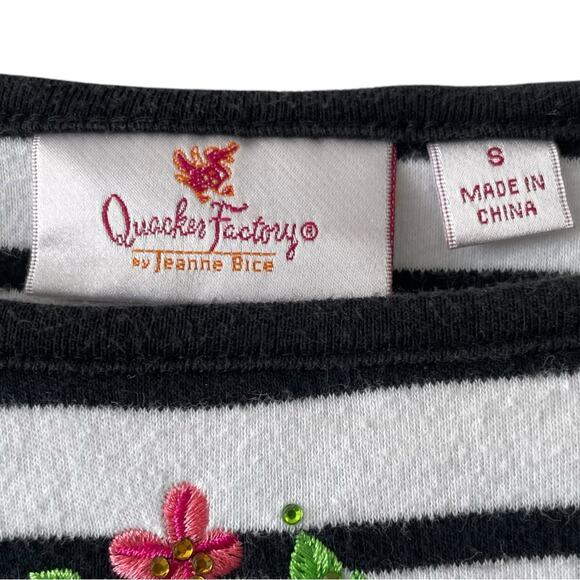 Quacker Factory®
by Jeanne Bice
S
MADE IN
CHINA